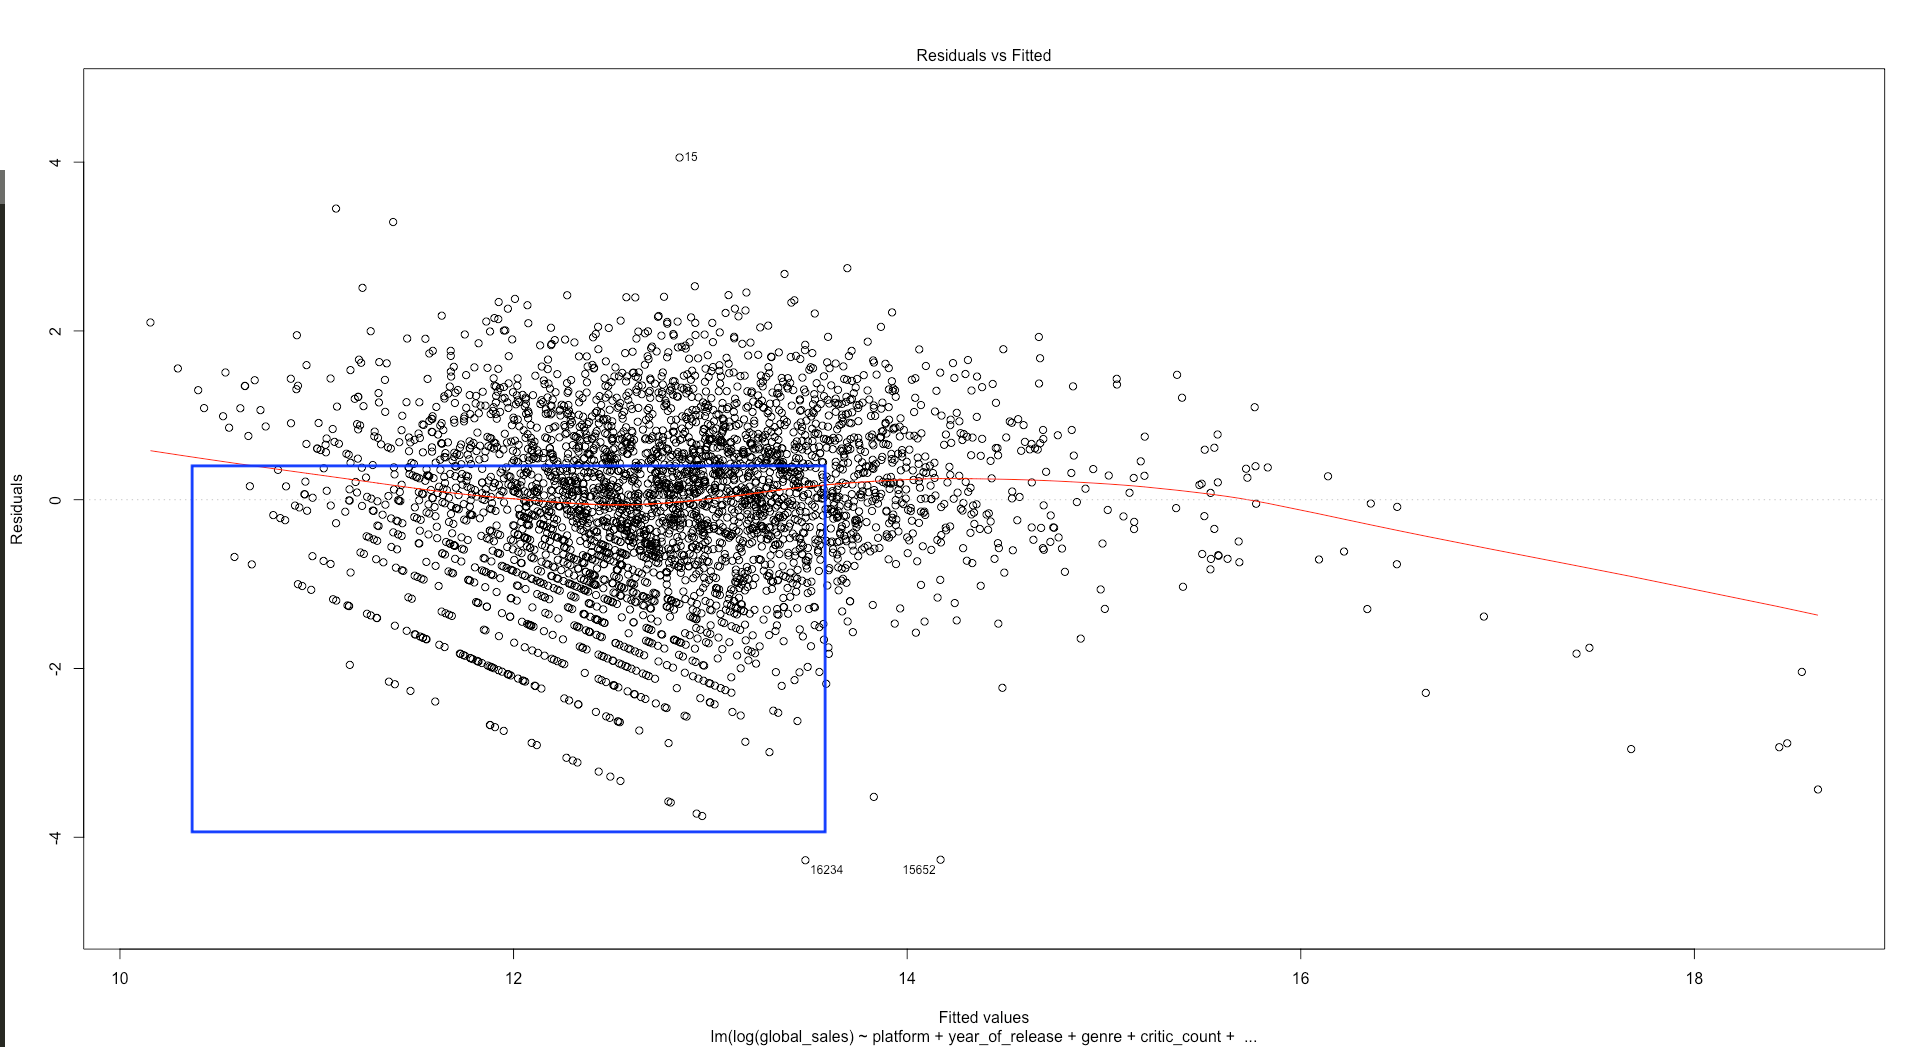 Residuals vs Fitted
4
15
2
0
-2
-4
Residuals
16234
15652
10 12 14 16 18
Fitted values
lm(log(global_sales) ~ platform + year_of_release + genre + critic_count + ...